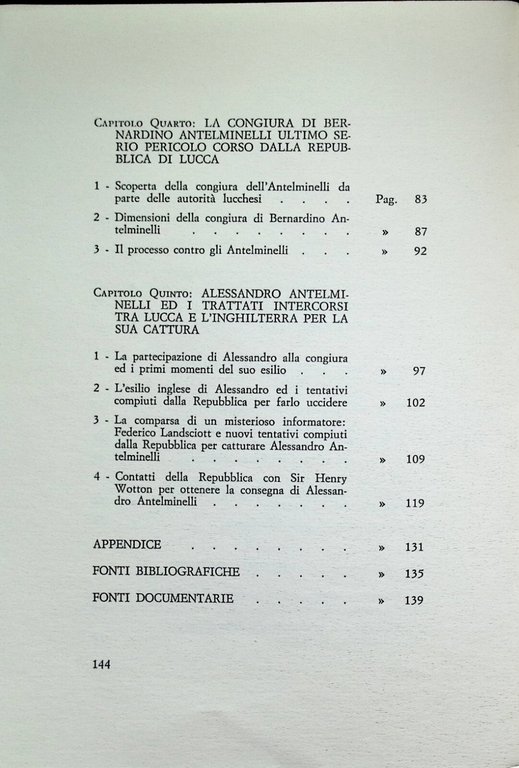 Capitolo Quarto: LA CONGIURA DI BER-
NARDINO ANTELMINELLI ULTIMO SE-
RIO PERICOLO CORSO DALLA REPUB-
BLICA DI LUCCA
1 - Scoperta della congiura dell'Antelminelli da
parte delle autorità lucchesi . . . . Pag. 83
2 - Dimensioni della congiura di Bernardino An-
telminelli . . . . . . . . » 87
3 - Il processo contro gli Antelminelli . . . » 92
Capitolo Quinto: ALESSANDRO ANTELMI-
NELLI ED I TRATTATI INTERCORSI
TRA LUCCA E L'INGHILTERRA PER LA
SUA CATTURA
1 - La partecipazione di Alessandro alla congiura
ed i primi momenti del suo esilio . . . » 97
2 - L'esilio inglese di Alessandro ed i tentativi
compiuti dalla Repubblica per farlo uccidere » 102
3 - La comparsa di un misterioso informatore:
Federico Landsciott e nuovi tentativi compiuti
dalla Repubblica per catturare Alessandro An-
telminelli . . . . . . . . » 109
4 - Contatti della Repubblica con Sir Henry
Wotton per ottenere la consegna di Alessan-
dro Antelminelli . . . . . . » 119
APPENDICE . . . . . . . » 131
FONTI BIBLIOGRAFICHE . . . . . » 135
FONTI DOCUMENTARIE . . . . . » 139
144